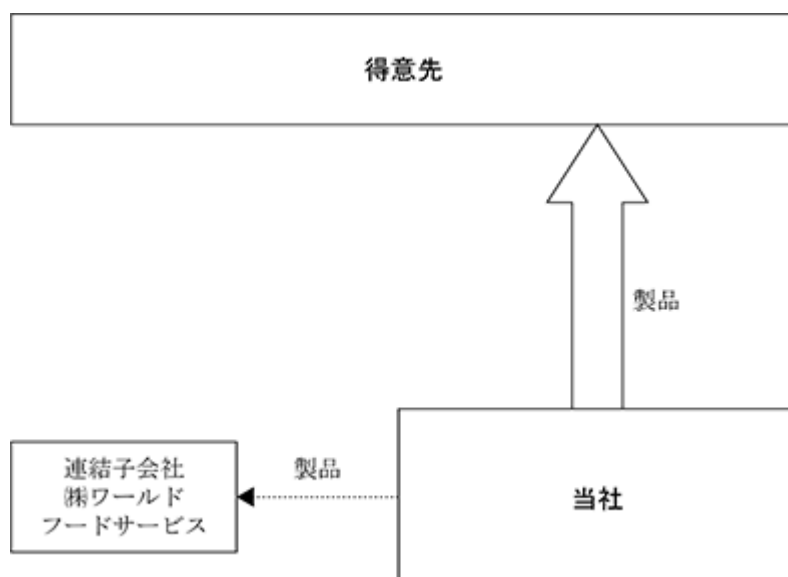 得意先
製品
連結子会社
㈱ワールド
フードサービス
製品
当社